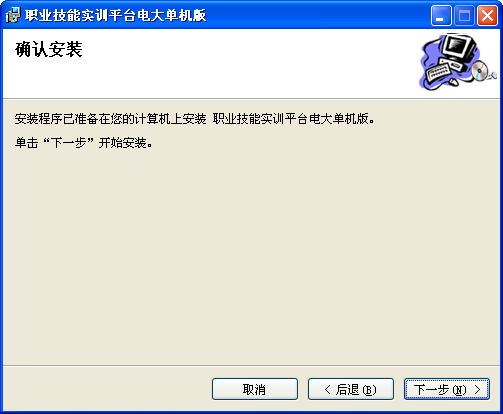 职业技能实训平台电大单机版
确认安装
安装程序已准备在您的计算机上安装 职业技能实训平台电大单机版。
单击“下一步”开始安装。
取消
< 后退(B)
下一步(N) >